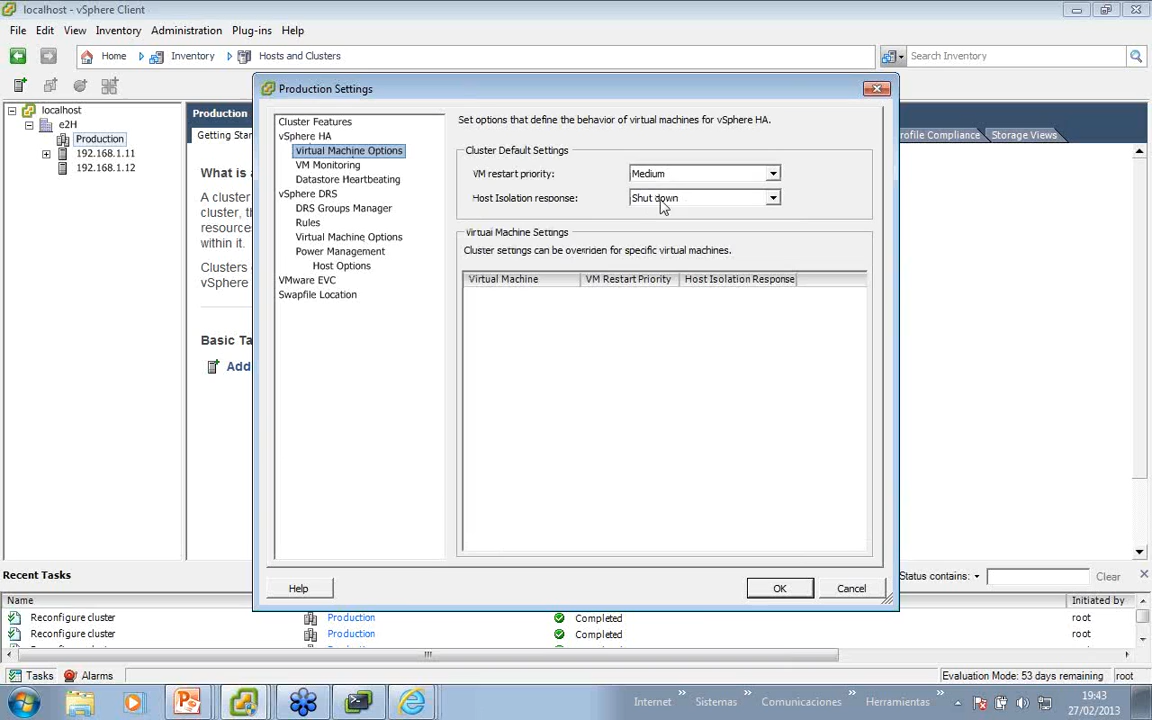 localhost - vSphere Client
File Edit View Inventory Administration Plug-ins Help
Home Inventory Hosts and Clusters
Search Inventory
localhost
e2H
Production
192.168.1.11
192.168.1.12
Production
Getting Star
rofile Compliance
Storage Views
What is a
A cluster
cluster, th
resources
within it.
Clusters
vSphere
Basic Ta
Add
Production Settings
Cluster Features
vSphere HA
Virtual Machine Options
VM Monitoring
Datastore Heartbeating
vSphere DRS
DRS Groups Manager
Rules
Virtual Machine Options
Power Management
Host Options
VMware EVC
Swapfile Location
Set options that define the behavior of virtual machines for vSphere HA.
Cluster Default Settings
VM restart priority: Medium
Host Isolation response: Shut down
Virtual Machine Settings
Cluster settings can be overriden for specific virtual machines.
Virtual Machine VM Restart Priority Host Isolation Response
Help OK Cancel
Recent Tasks
Status contains: Clear
Name Initiated by
Reconfigure cluster Production Completed root
Reconfigure cluster Production Completed root
Tasks Alarms
Evaluation Mode: 53 days remaining root
Internet » Sistemas » Comunicaciones » Herramientas »
19:43
27/02/2013